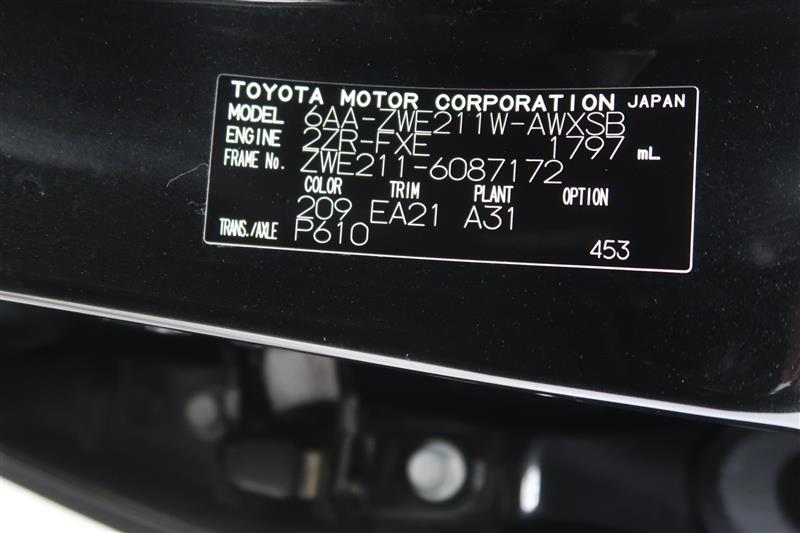 TOYOTA MOTOR CORPORATION JAPAN
MODEL 6AA-ZWE211W-AWXSB
ENGINE 2ZR-FXE 1797 mL
FRAME No. ZWE211-6087172
COLOR TRIM PLANT OPTION
209 EA21 A31
TRANS./AXLE P610
453